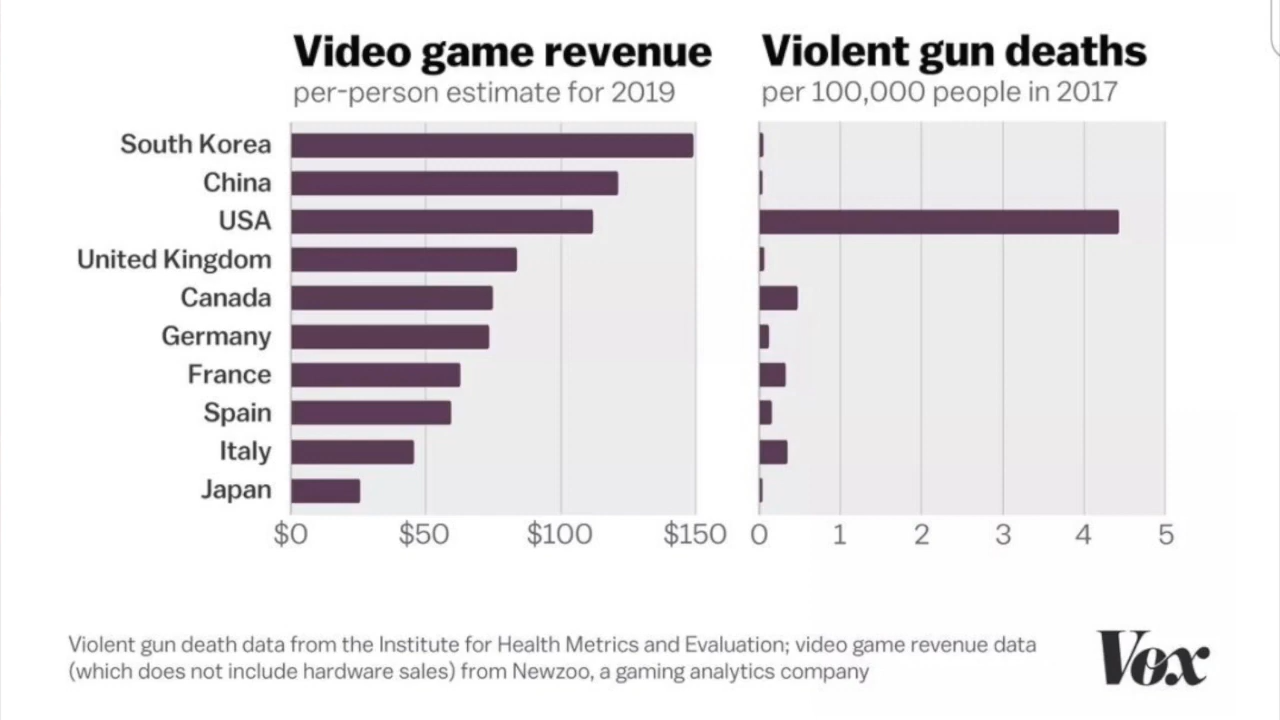 Video game revenue
per-person estimate for 2019
Violent gun deaths
per 100,000 people in 2017
South Korea
China
USA
United Kingdom
Canada
Germany
France
Spain
Italy
Japan
$0 $50 $100 $150
0 1 2 3 4 5
Violent gun death data from the Institute for Health Metrics and Evaluation; video game revenue data
(which does not include hardware sales) from Newzoo, a gaming analytics company
Vox